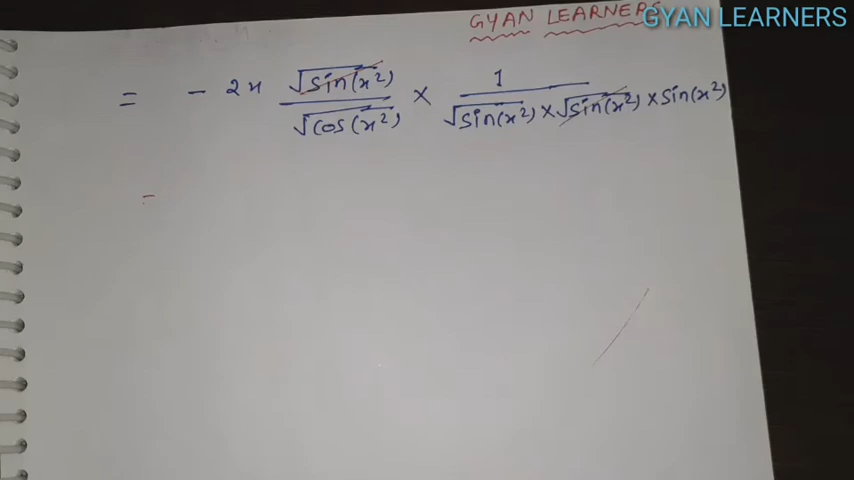 GYAN LEARNERS
GYAN LEARNERS
= - 2x √sin(x²) / √cos(x²) × 1 / √sin(x²) × √sin(x²) × sin(x²)
=